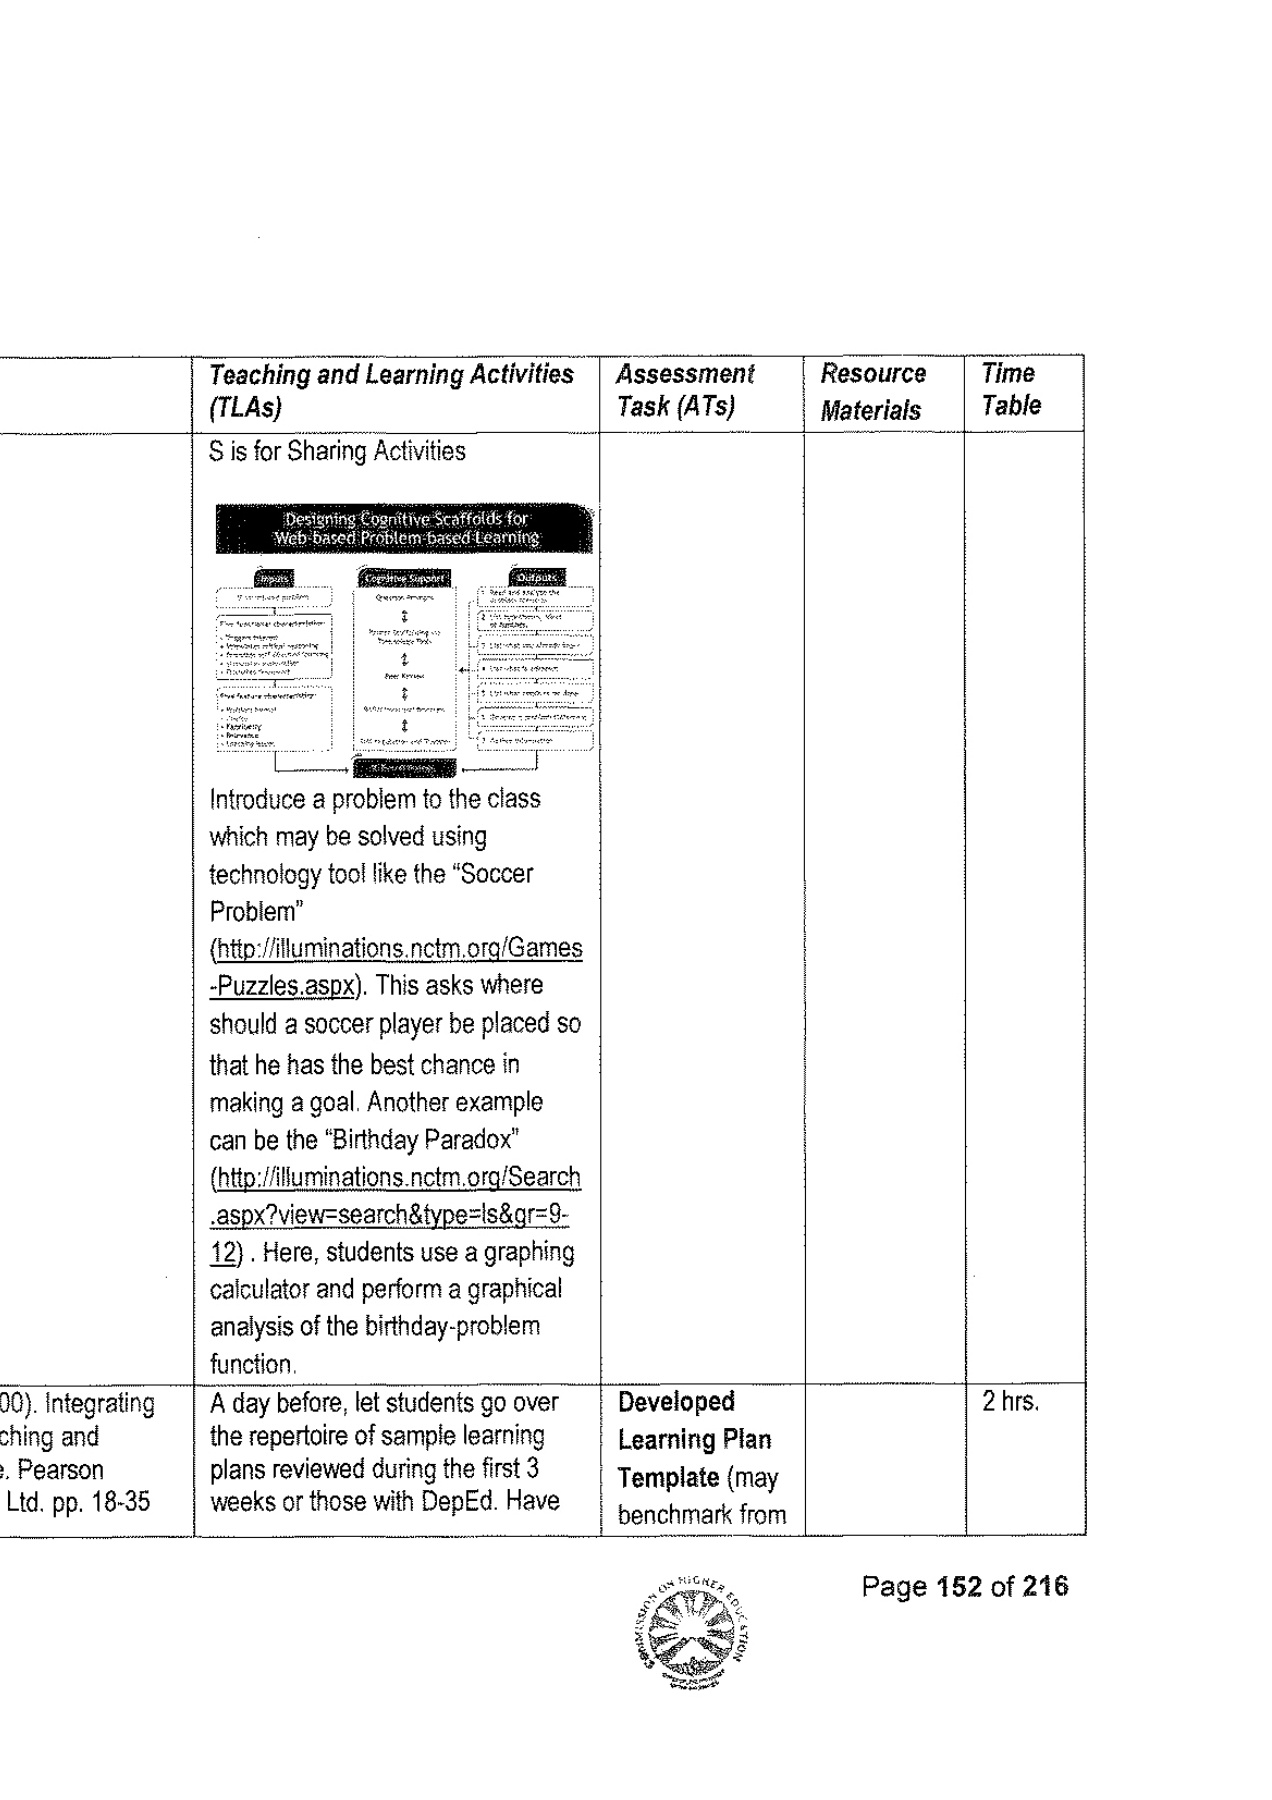 Teaching and Learning Activities
(TLAs)
Assessment
Task (ATs)
Resource
Materials
Time
Table
S is for Sharing Activities
Designing Cognitive Scaffolds for
Web-based Problem-based Learning
Inputs
Cognitive Support
Outputs
Peer Review
Introduce a problem to the class
which may be solved using
technology tool like the “Soccer
Problem”
(http://illuminations.nctm.org/Games
-Puzzles.aspx). This asks where
should a soccer player be placed so
that he has the best chance in
making a goal. Another example
can be the “Birthday Paradox”
(http://illuminations.nctm.org/Search
.aspx?view=search&type=ls&gr=9-
12) . Here, students use a graphing
calculator and perform a graphical
analysis of the birthday-problem
function.
00). Integrating
ching and
e. Pearson
Ltd. pp. 18-35
A day before, let students go over
the repertoire of sample learning
plans reviewed during the first 3
weeks or those with DepEd. Have
Developed
Learning Plan
Template (may
benchmark from
2 hrs.
COMMISSION ON HIGHER EDUCATION
Page 152 of 216